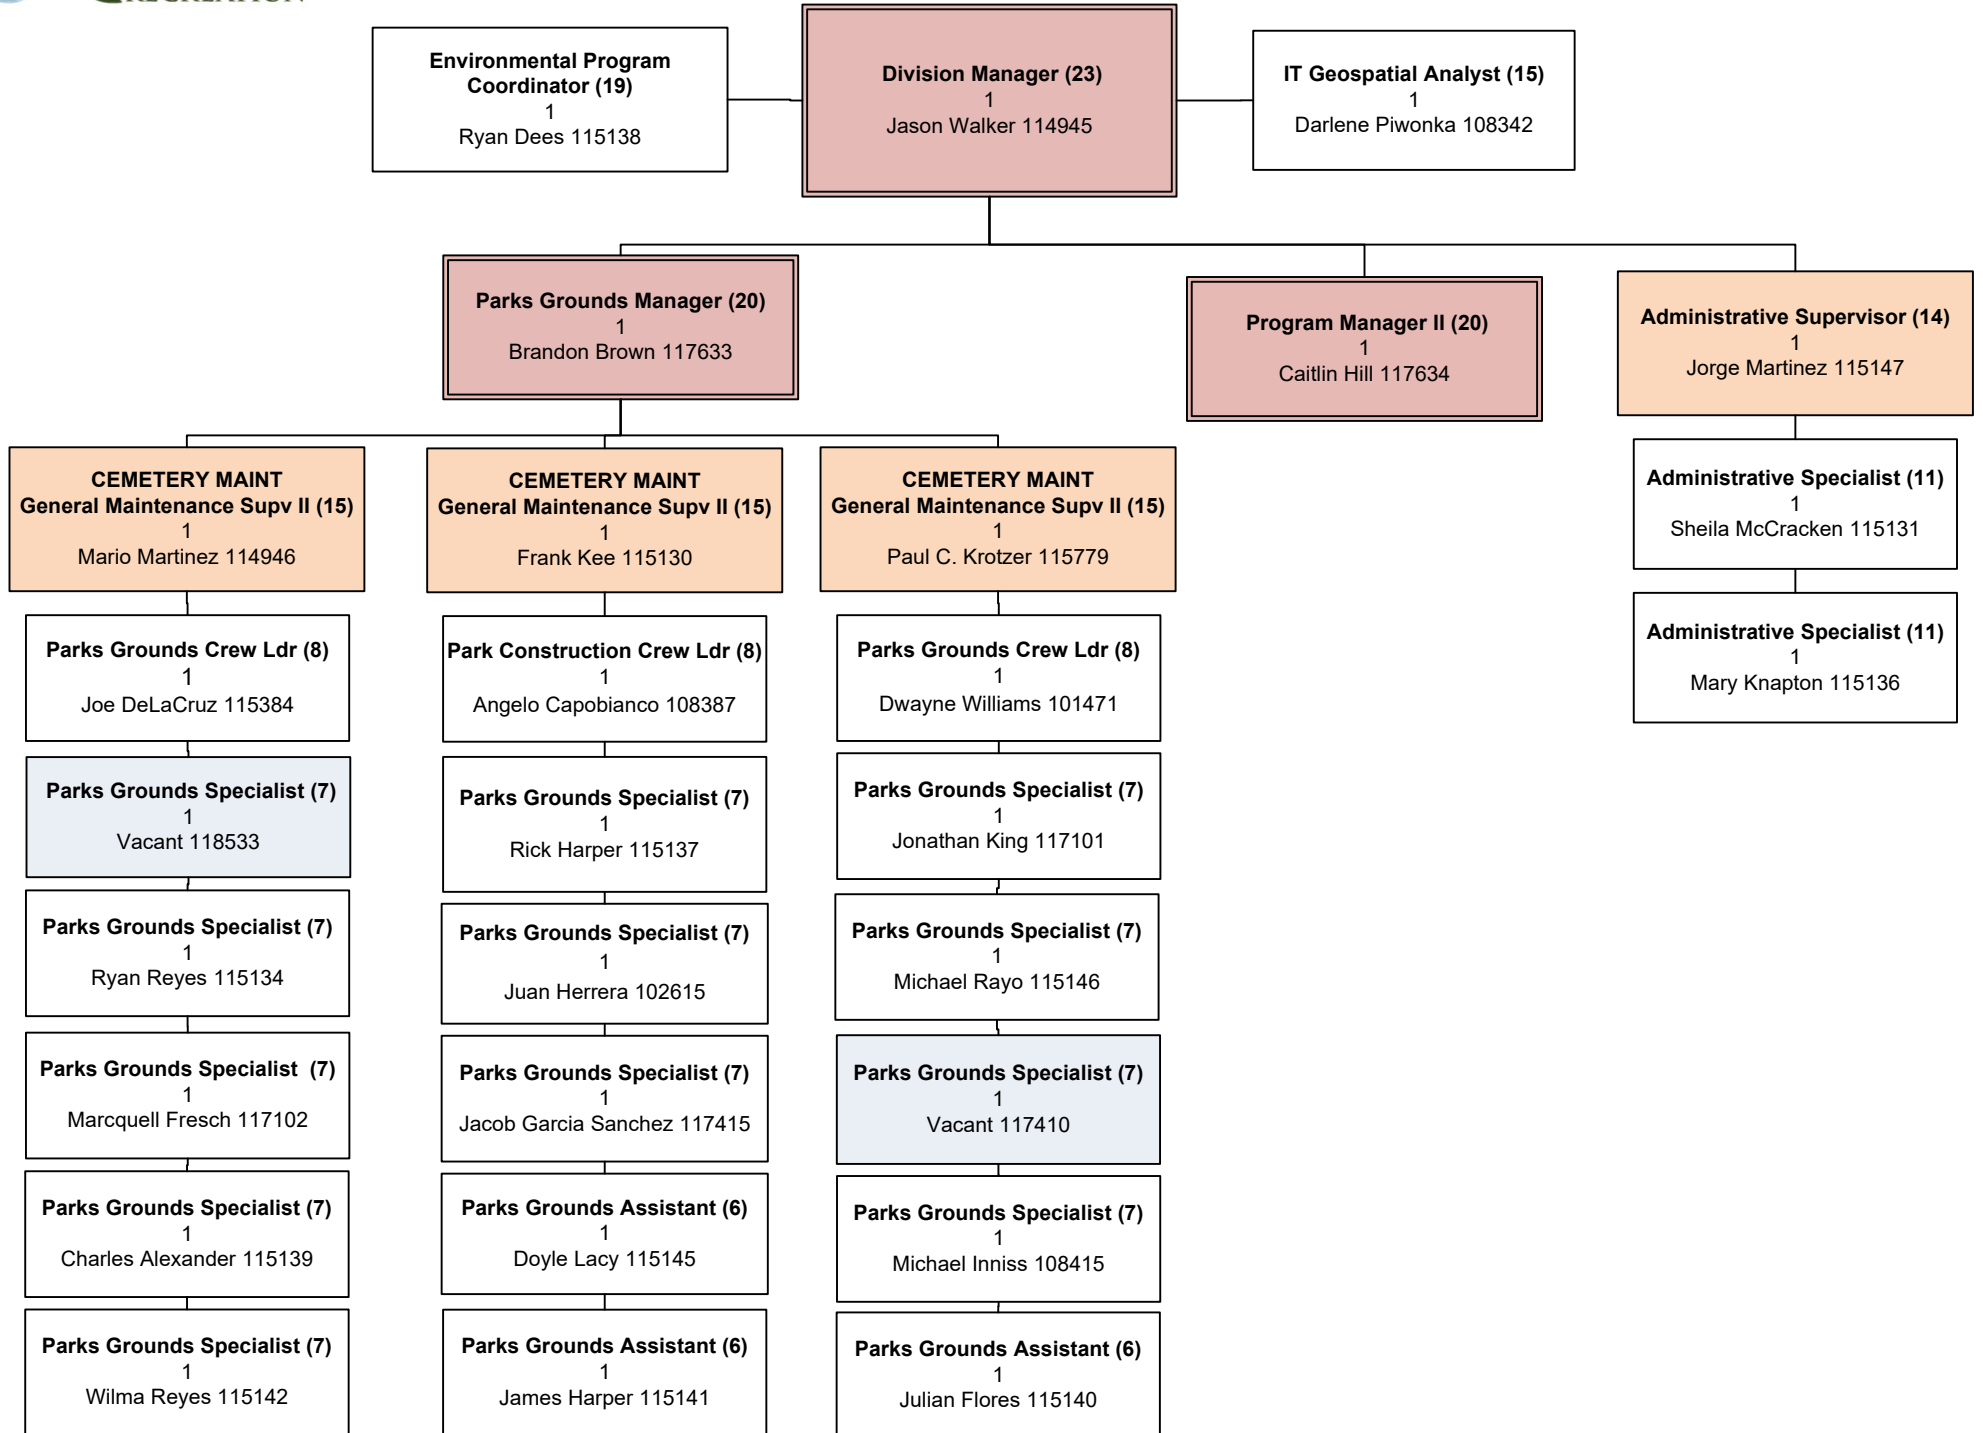 Environmental Program
Coordinator (19)
1
Ryan Dees 115138
Division Manager (23)
1
Jason Walker 114945
IT Geospatial Analyst (15)
1
Darlene Piwonka 108342
Parks Grounds Manager (20)
1
Brandon Brown 117633
Program Manager II (20)
1
Caitlin Hill 117634
Administrative Supervisor (14)
1
Jorge Martinez 115147
CEMETERY MAINT
General Maintenance Supv II (15)
1
Mario Martinez 114946
CEMETERY MAINT
General Maintenance Supv II (15)
1
Frank Kee 115130
CEMETERY MAINT
General Maintenance Supv II (15)
1
Paul C. Krotzer 115779
Administrative Specialist (11)
1
Sheila McCracken 115131
Administrative Specialist (11)
1
Mary Knapton 115136
Parks Grounds Crew Ldr (8)
1
Joe DeLaCruz 115384
Parks Grounds Specialist (7)
1
Vacant 118533
Parks Grounds Specialist (7)
1
Ryan Reyes 115134
Parks Grounds Specialist (7)
1
Marcquell Fresch 117102
Parks Grounds Specialist (7)
1
Charles Alexander 115139
Parks Grounds Specialist (7)
1
Wilma Reyes 115142
Park Construction Crew Ldr (8)
1
Angelo Capobianco 108387
Parks Grounds Specialist (7)
1
Rick Harper 115137
Parks Grounds Specialist (7)
1
Juan Herrera 102615
Parks Grounds Specialist (7)
1
Jacob Garcia Sanchez 117415
Parks Grounds Assistant (6)
1
Doyle Lacy 115145
Parks Grounds Assistant (6)
1
James Harper 115141
Parks Grounds Crew Ldr (8)
1
Dwayne Williams 101471
Parks Grounds Specialist (7)
1
Jonathan King 117101
Parks Grounds Specialist (7)
1
Michael Rayo 115146
Parks Grounds Specialist (7)
1
Vacant 117410
Parks Grounds Specialist (7)
1
Michael Inniss 108415
Parks Grounds Assistant (6)
1
Julian Flores 115140